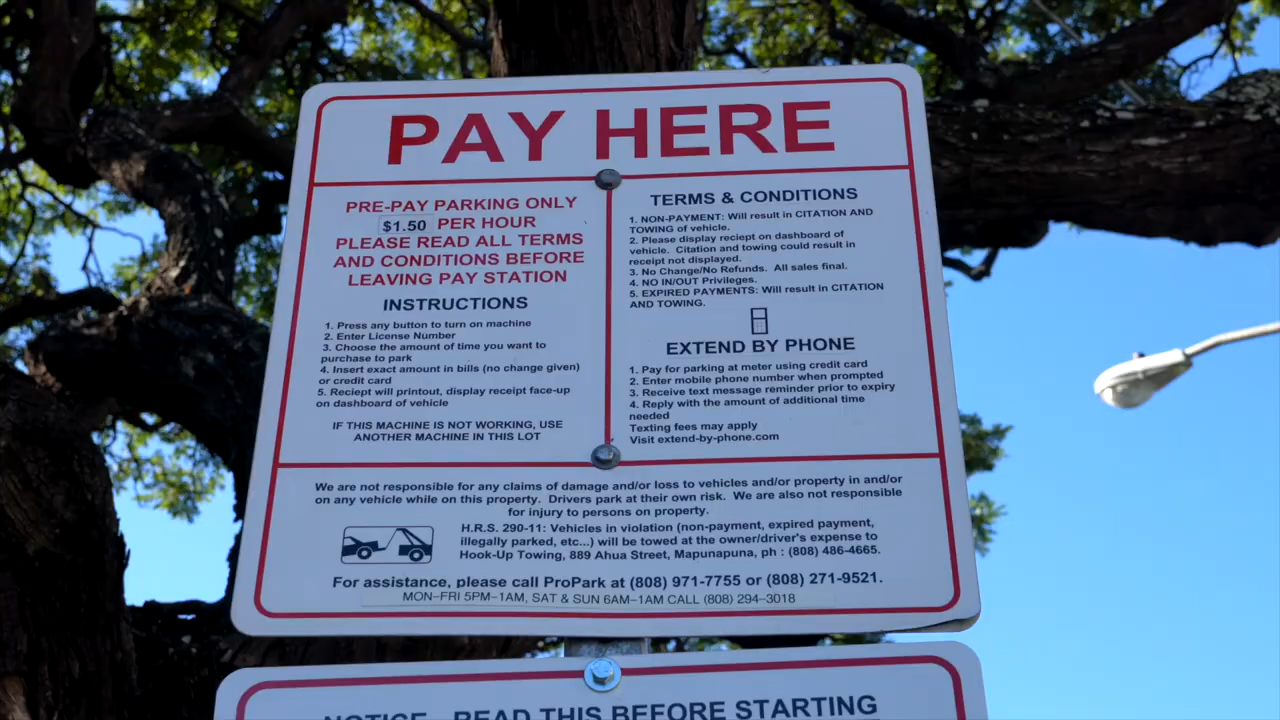 PAY HERE
PRE-PAY PARKING ONLY
$1.50 PER HOUR
PLEASE READ ALL TERMS
AND CONDITIONS BEFORE
LEAVING PAY STATION
INSTRUCTIONS
1. Press any button to turn on machine
2. Enter License Number
3. Choose the amount of time you want to
purchase to park
4. Insert exact amount in bills (no change given)
or credit card
5. Reciept will printout, display receipt face-up
on dashboard of vehicle
IF THIS MACHINE IS NOT WORKING, USE
ANOTHER MACHINE IN THIS LOT
TERMS & CONDITIONS
1. NON-PAYMENT: Will result in CITATION AND
TOWING of vehicle.
2. Please display reciept on dashboard of
vehicle. Citation and towing could result in
receipt not displayed.
3. No Change/No Refunds. All sales final.
4. NO IN/OUT Privileges.
5. EXPIRED PAYMENTS: Will result in CITATION
AND TOWING.
EXTEND BY PHONE
1. Pay for parking at meter using credit card
2. Enter mobile phone number when prompted
3. Receive text message reminder prior to expiry
4. Reply with the amount of additional time
needed
Texting fees may apply
Visit extend-by-phone.com
We are not responsible for any claims of damage and/or loss to vehicles and/or property in and/or
on any vehicle while on this property. Drivers park at their own risk. We are also not responsible
for injury to persons on property.
H.R.S. 290-11: Vehicles in violation (non-payment, expired payment,
illegally parked, etc...) will be towed at the owner/driver's expense to
Hook-Up Towing, 889 Ahua Street, Mapunapuna, ph : (808) 486-4665.
For assistance, please call ProPark at (808) 971-7755 or (808) 271-9521.
MON-FRI 5PM-1AM, SAT & SUN 6AM-1AM CALL (808) 294-3018
NOTICE - READ THIS BEFORE STARTING